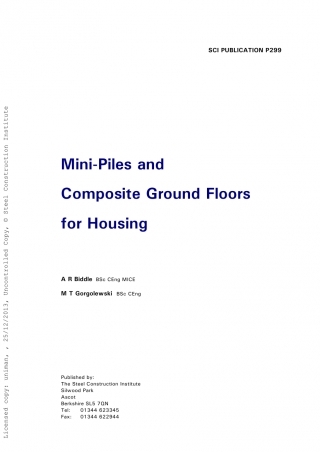 SCI PUBLICATION P299
Mini-Piles and
Composite Ground Floors
for Housing
A R Biddle BSc CEng MICE
M T Gorgolewski BSc CEng
Published by:
The Steel Construction Institute
Silwood Park
Ascot
Berkshire SL5 7QN
Tel: 01344 623345
Fax: 01344 622944
Licensed copy: uniman, , 25/12/2013, Uncontrolled Copy, © Steel Construction Institute